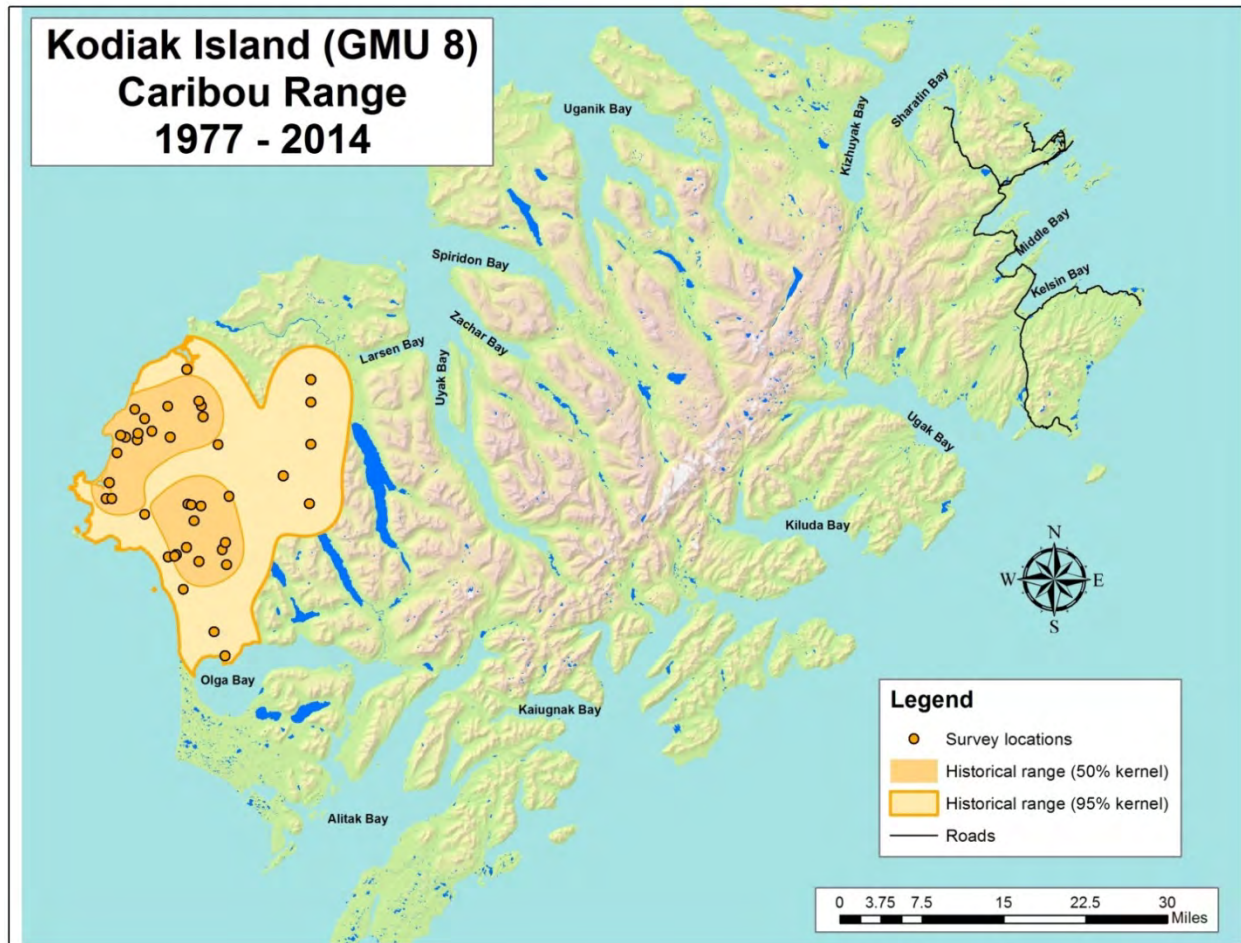 Kodiak Island (GMU 8)
Caribou Range
1977 - 2014
Uganik Bay
Kizhuyak Bay
Sharatin Bay
Middle Bay
Kelsin Bay
Spiridon Bay
Zachar Bay
Larsen Bay
Uyak Bay
Ugak Bay
Kiluda Bay
N
W
E
S
Olga Bay
Kaiugnak Bay
Alitak Bay
Legend
Survey locations
Historical range (50% kernel)
Historical range (95% kernel)
Roads
0 3.75 7.5 15 22.5 30
Miles